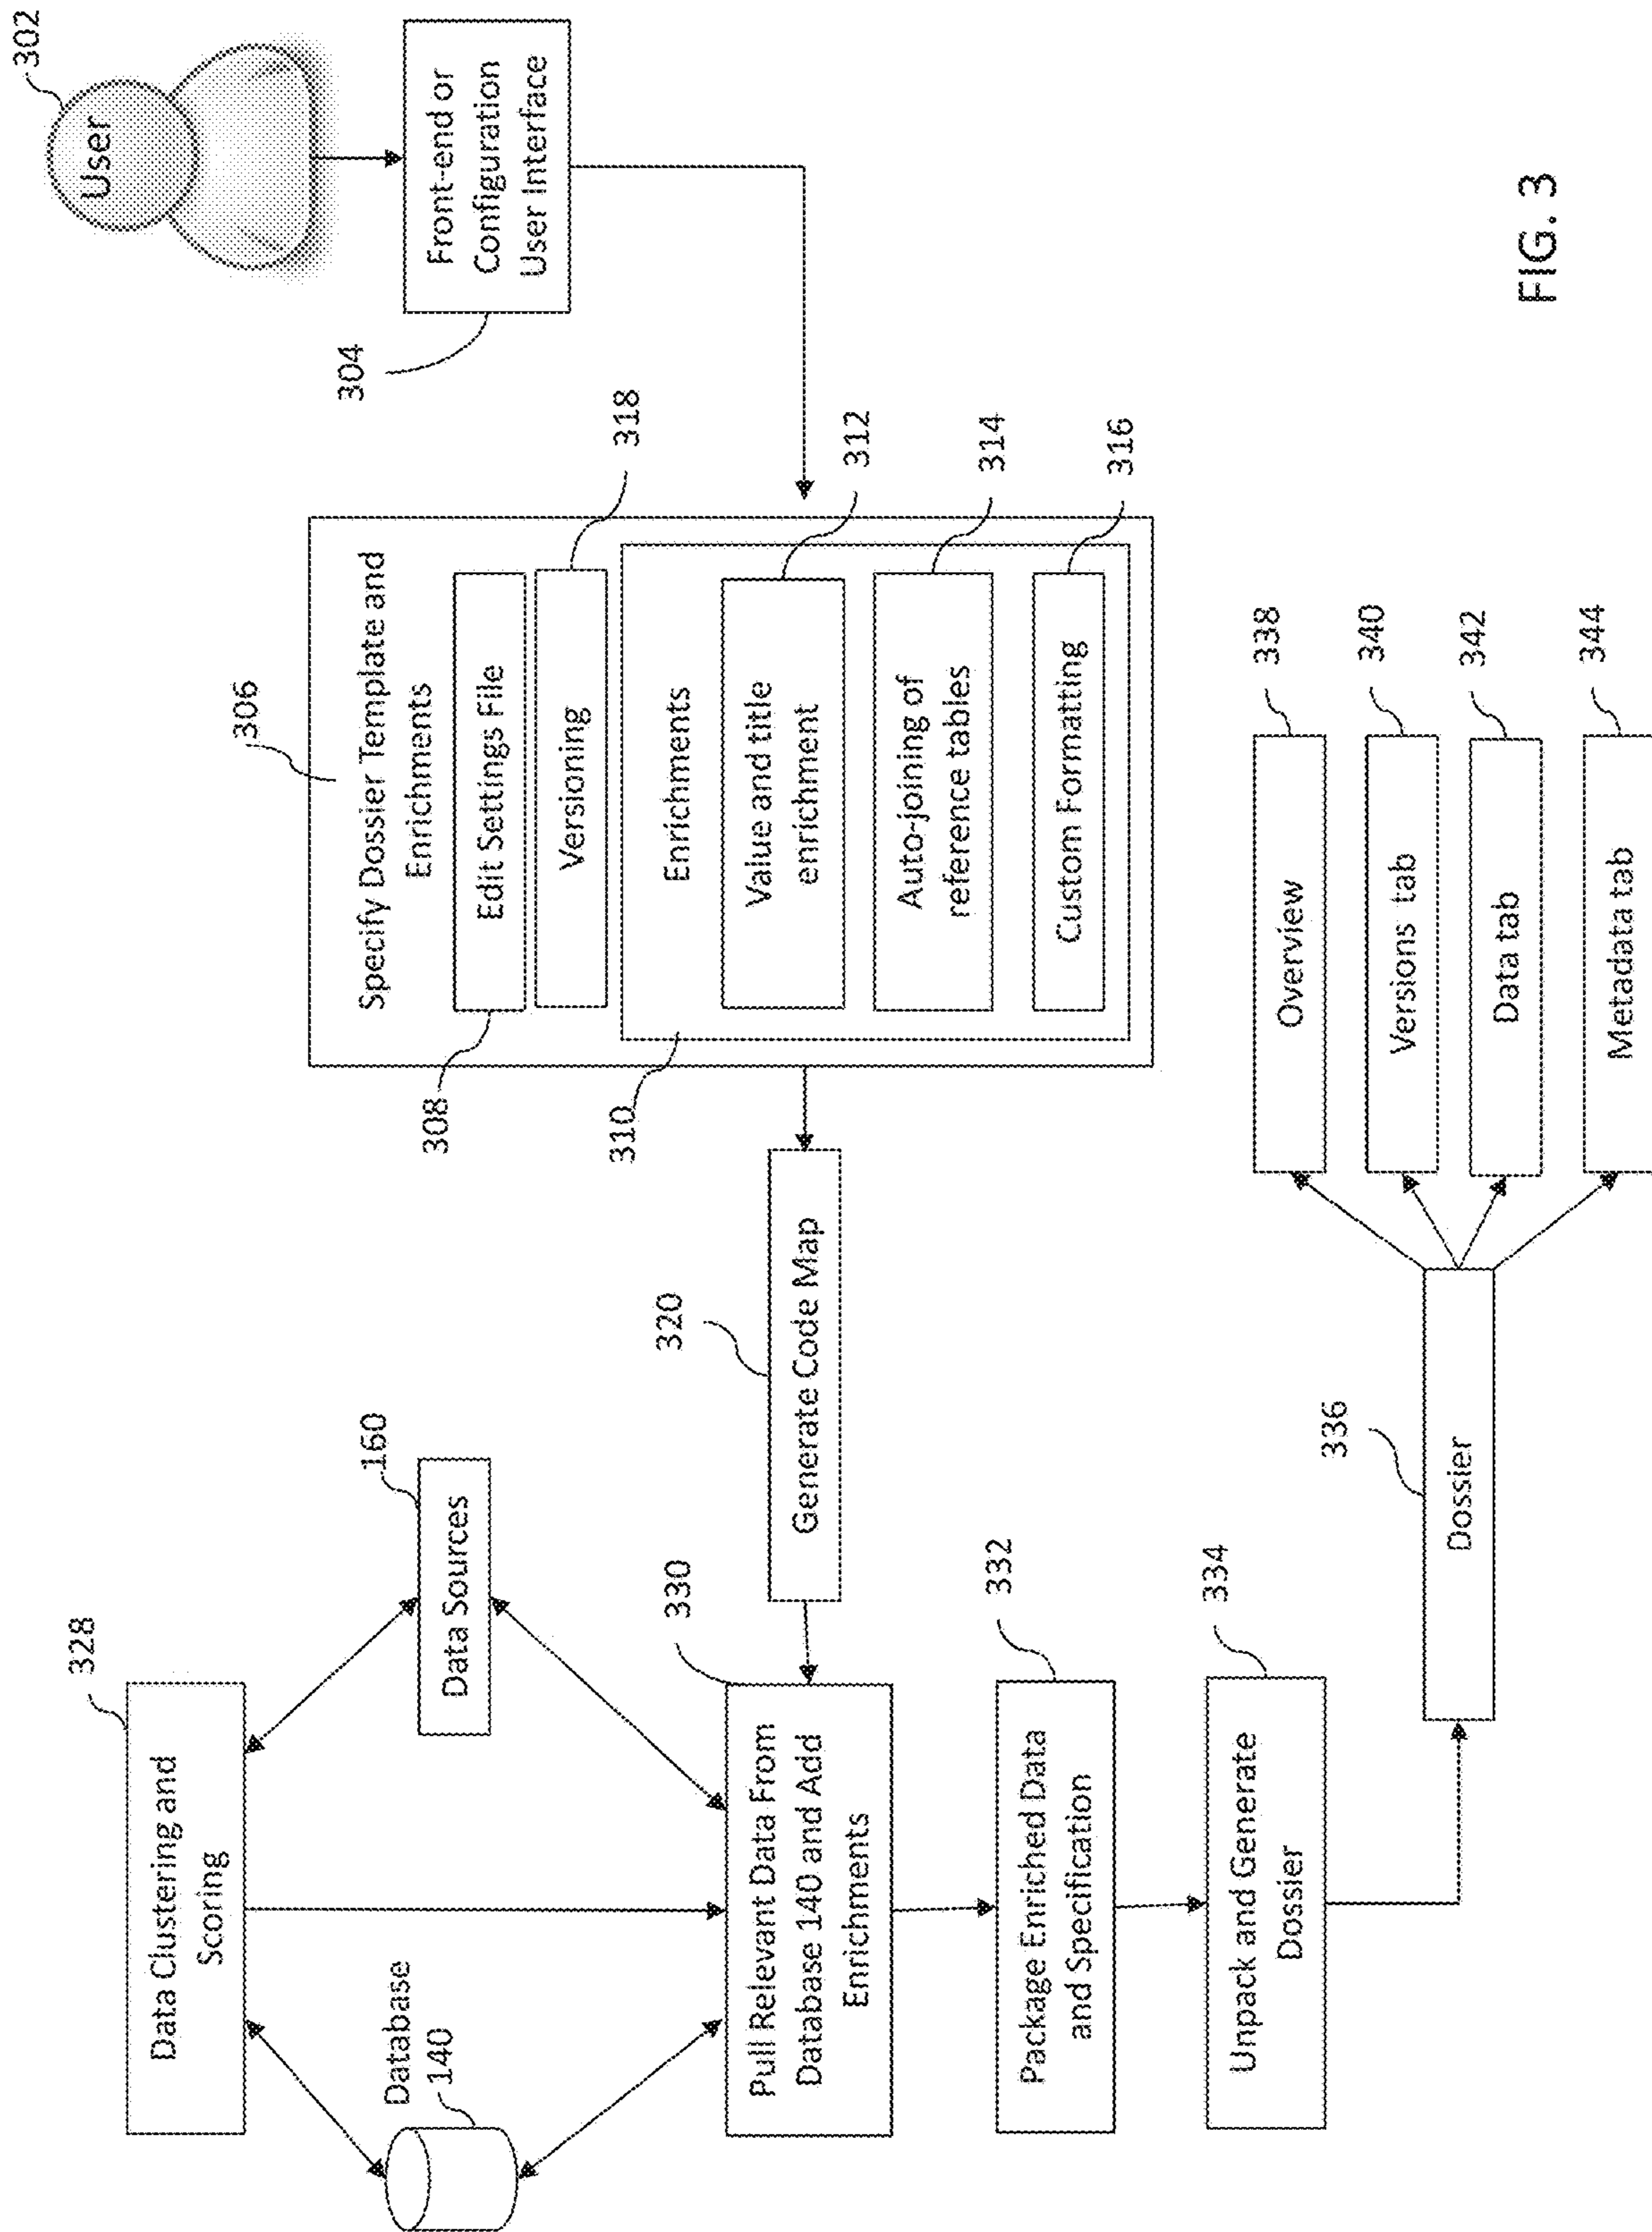 328
Data Clustering and
Scoring
Database
140
160
Data Sources
330
Pull Relevant Data From
Database 140 and Add
Enrichments
332
Package Enriched Data
and Specification
334
Unpack and Generate
Dossier
320
Generate Code Map
306
Specify Dossier Template and
Enrichments
308
Edit Settings File
318
Versioning
310
Enrichments
312
Value and title
enrichment
314
Auto-joining of
reference tables
316
Custom Formatting
302
User
304
Front-end or
Configuration
User Interface
336
Dossier
338
Overview
340
Versions tab
342
Data tab
344
Metadata tab
FIG. 3